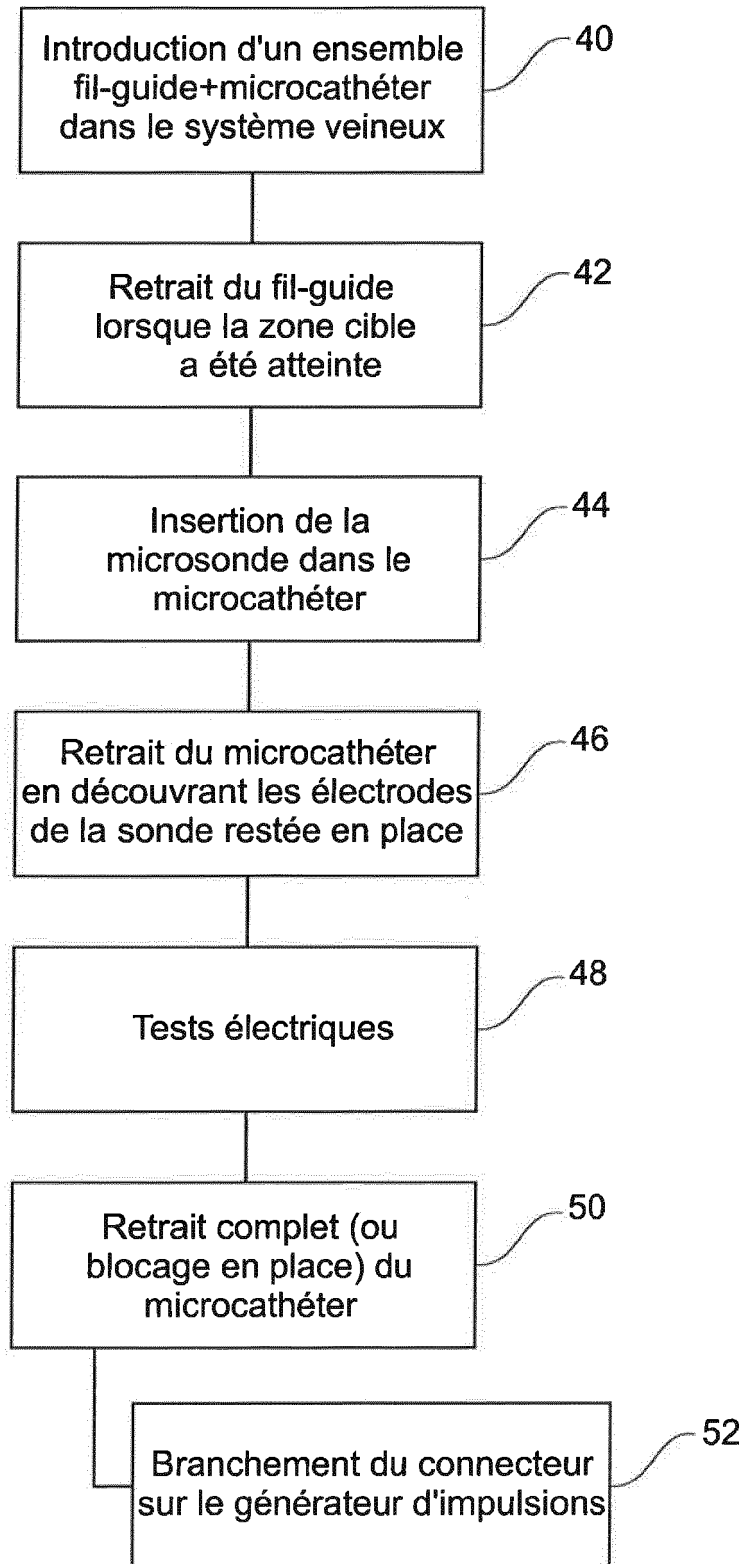 Introduction d'un ensemble
fil-guide+microcathéter
dans le système veineux
40
Retrait du fil-guide
lorsque la zone cible
a été atteinte
42
Insertion de la
microsonde dans le
microcathéter
44
Retrait du microcathéter
en découvrant les électrodes
de la sonde restée en place
46
Tests électriques
48
Retrait complet (ou
blocage en place) du
microcathéter
50
Branchement du connecteur
sur le générateur d'impulsions
52